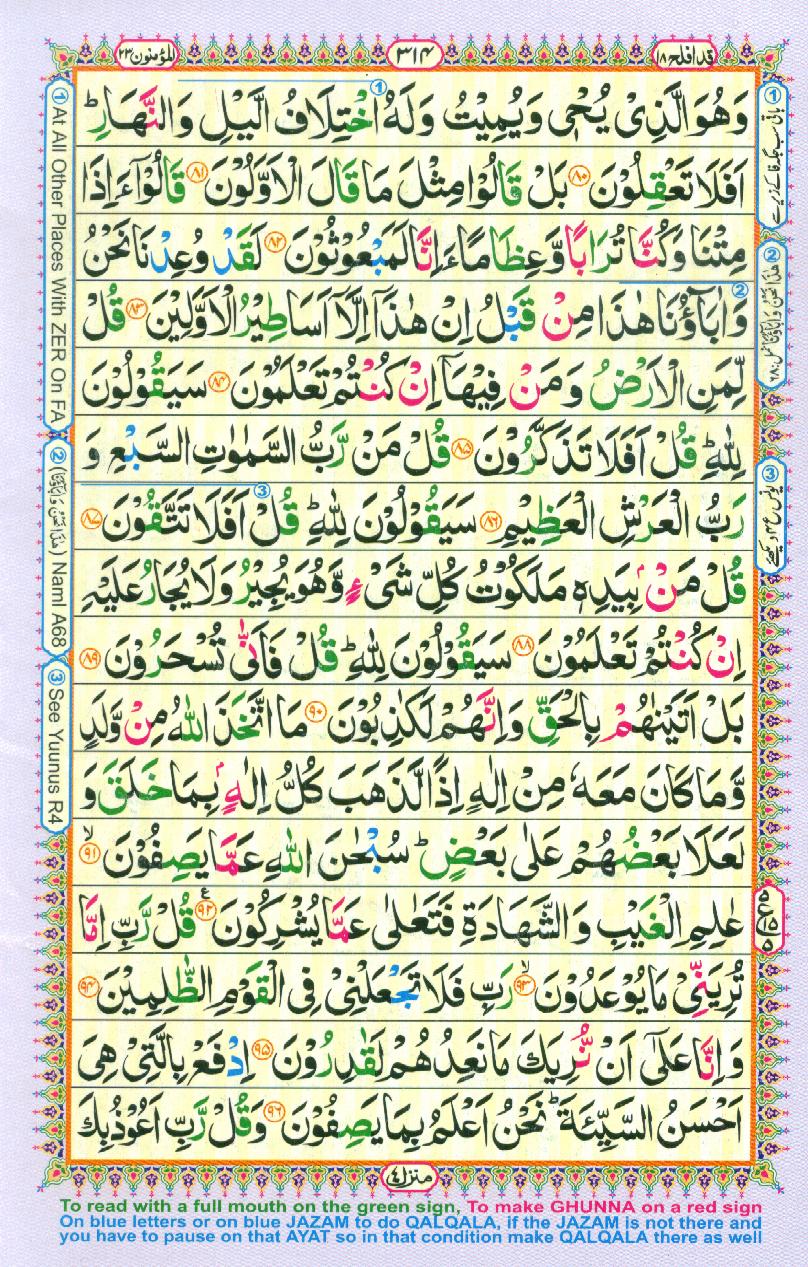 المؤمنون ٢٣
٣١٤
قد افلح ١٨
وَهُوَ الَّذِیْ یُحْیٖ وَیُمِیْتُ وَلَهُ اخْتِلَافُ الَّیْلِ وَالنَّهَارِ ؕ
اَفَلَا تَعْقِلُوْنَ ﴿۸۰﴾ بَلْ قَالُوْا مِثْلَ مَا قَالَ الْاَوَّلُوْنَ ﴿۸۱﴾ قَالُوْۤا ءَاِذَا
مِتْنَا وَكُنَّا تُرَابًا وَّعِظَامًا ءَاِنَّا لَمَبْعُوْثُوْنَ ﴿۸۲﴾ لَقَدْ وُعِدْنَا نَحْنُ
وَاٰبَآؤُنَا هٰذَا مِنْ قَبْلُ اِنْ هٰذَاۤ اِلَّاۤ اَسَاطِیْرُ الْاَوَّلِیْنَ ﴿۸۳﴾ قُلْ
لِّمَنِ الْاَرْضُ وَمَنْ فِیْهَاۤ اِنْ كُنْتُمْ تَعْلَمُوْنَ ﴿۸۴﴾ سَیَقُوْلُوْنَ
لِلّٰهِ ؕ قُلْ اَفَلَا تَذَكَّرُوْنَ ﴿۸۵﴾ قُلْ مَنْ رَّبُّ السَّمٰوٰتِ السَّبْعِ وَ
رَبُّ الْعَرْشِ الْعَظِیْمِ ﴿۸۶﴾ سَیَقُوْلُوْنَ لِلّٰهِ ؕ قُلْ اَفَلَا تَتَّقُوْنَ ﴿۸۷﴾
قُلْ مَنْۢ بِیَدِهٖ مَلَكُوْتُ كُلِّ شَیْءٍ وَّهُوَ یُجِیْرُ وَلَا یُجَارُ عَلَیْهِ
اِنْ كُنْتُمْ تَعْلَمُوْنَ ﴿۸۸﴾ سَیَقُوْلُوْنَ لِلّٰهِ ؕ قُلْ فَاَنّٰی تُسْحَرُوْنَ ﴿۸۹﴾
بَلْ اَتَیْنٰهُمْ بِالْحَقِّ وَاِنَّهُمْ لَكٰذِبُوْنَ ﴿۹۰﴾ مَا اتَّخَذَ اللّٰهُ مِنْ وَّلَدٍ
وَّمَا كَانَ مَعَهٗ مِنْ اِلٰهٍ اِذًا لَّذَهَبَ كُلُّ اِلٰهٍۭ بِمَا خَلَقَ وَ
لَعَلَا بَعْضُهُمْ عَلٰی بَعْضٍ ؕ سُبْحٰنَ اللّٰهِ عَمَّا یَصِفُوْنَ ۙ﴿۹۱﴾
عٰلِمِ الْغَیْبِ وَالشَّهَادَةِ فَتَعٰلٰی عَمَّا یُشْرِكُوْنَ ﴿۹۲﴾ ع قُلْ رَّبِّ اِمَّا
تُرِیَنِّیْ مَا یُوْعَدُوْنَ ۙ﴿۹۳﴾ رَبِّ فَلَا تَجْعَلْنِیْ فِی الْقَوْمِ الظّٰلِمِیْنَ ﴿۹۴﴾
وَاِنَّا عَلٰۤی اَنْ نُّرِیَكَ مَا نَعِدُهُمْ لَقٰدِرُوْنَ ﴿۹۵﴾ اِدْفَعْ بِالَّتِیْ هِیَ
اَحْسَنُ السَّیِّئَةَ ؕ نَحْنُ اَعْلَمُ بِمَا یَصِفُوْنَ ﴿۹۶﴾ وَقُلْ رَّبِّ اَعُوْذُ بِكَ
منزل ۴
① At All Other Places With ZER On FA
② (هٰذَا نَحْنُ وَاٰبَآؤُنَا) Naml A68
③ See Yuunus R4
To read with a full mouth on the green sign, To make GHUNNA on a red sign
On blue letters or on blue JAZAM to do QALQALA, if the JAZAM is not there and
you have to pause on that AYAT so in that condition make QALQALA there as well